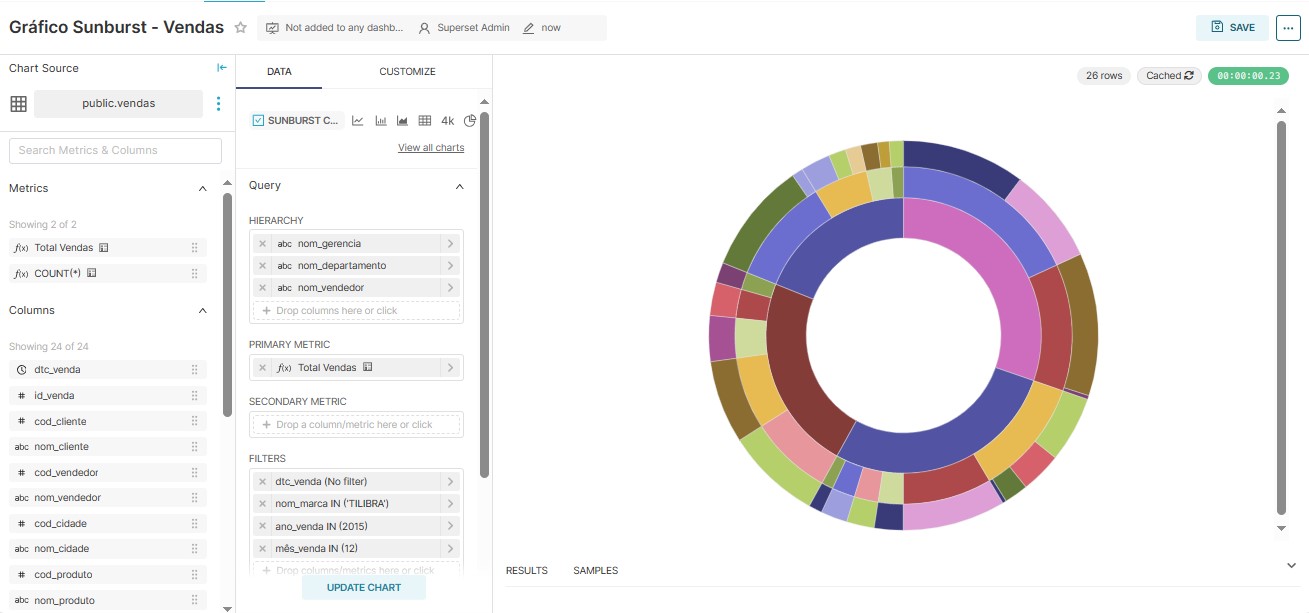 Gráfico Sunburst - Vendas
Not added to any dashb...
Superset Admin
now
SAVE
...
Chart Source
public.vendas
Search Metrics & Columns
Metrics
Showing 2 of 2
f(x) Total Vendas
f(x) COUNT(*)
Columns
Showing 24 of 24
dtc_venda
# id_venda
# cod_cliente
abc nom_cliente
# cod_vendedor
abc nom_vendedor
# cod_cidade
abc nom_cidade
# cod_produto
abc nom_produto
DATA
CUSTOMIZE
SUNBURST C...
4k
View all charts
Query
HIERARCHY
abc nom_gerencia
abc nom_departamento
abc nom_vendedor
+ Drop columns here or click
PRIMARY METRIC
f(x) Total Vendas
SECONDARY METRIC
+ Drop a column/metric here or click
FILTERS
dtc_venda (No filter)
nom_marca IN ('TILIBRA')
ano_venda IN (2015)
mês_venda IN (12)
+ Drop columns/metrics here or click
UPDATE CHART
26 rows
Cached
00:00:00.23
RESULTS
SAMPLES